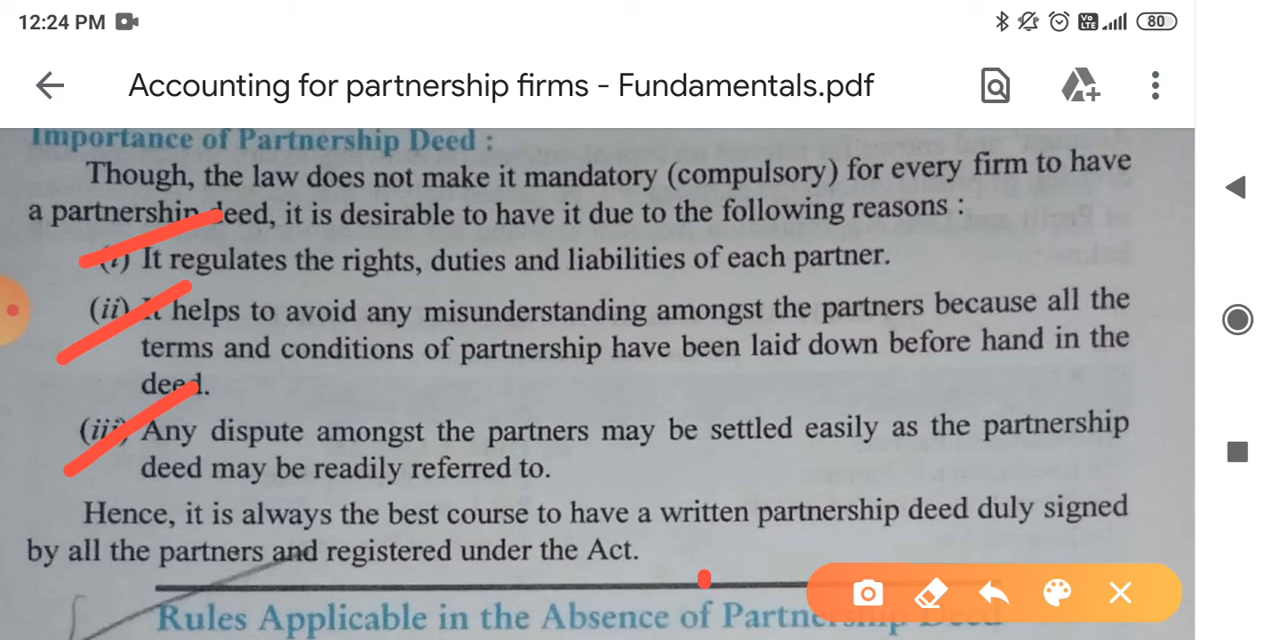 12:24 PM
Vo LTE 80
Accounting for partnership firms - Fundamentals.pdf
Importance of Partnership Deed :
Though, the law does not make it mandatory (compulsory) for every firm to have
a partnership deed, it is desirable to have it due to the following reasons :
(i) It regulates the rights, duties and liabilities of each partner.
(ii) It helps to avoid any misunderstanding amongst the partners because all the
terms and conditions of partnership have been laid down before hand in the
deed.
(iii) Any dispute amongst the partners may be settled easily as the partnership
deed may be readily referred to.
Hence, it is always the best course to have a written partnership deed duly signed
by all the partners and registered under the Act.
Rules Applicable in the Absence of Partnership Deed